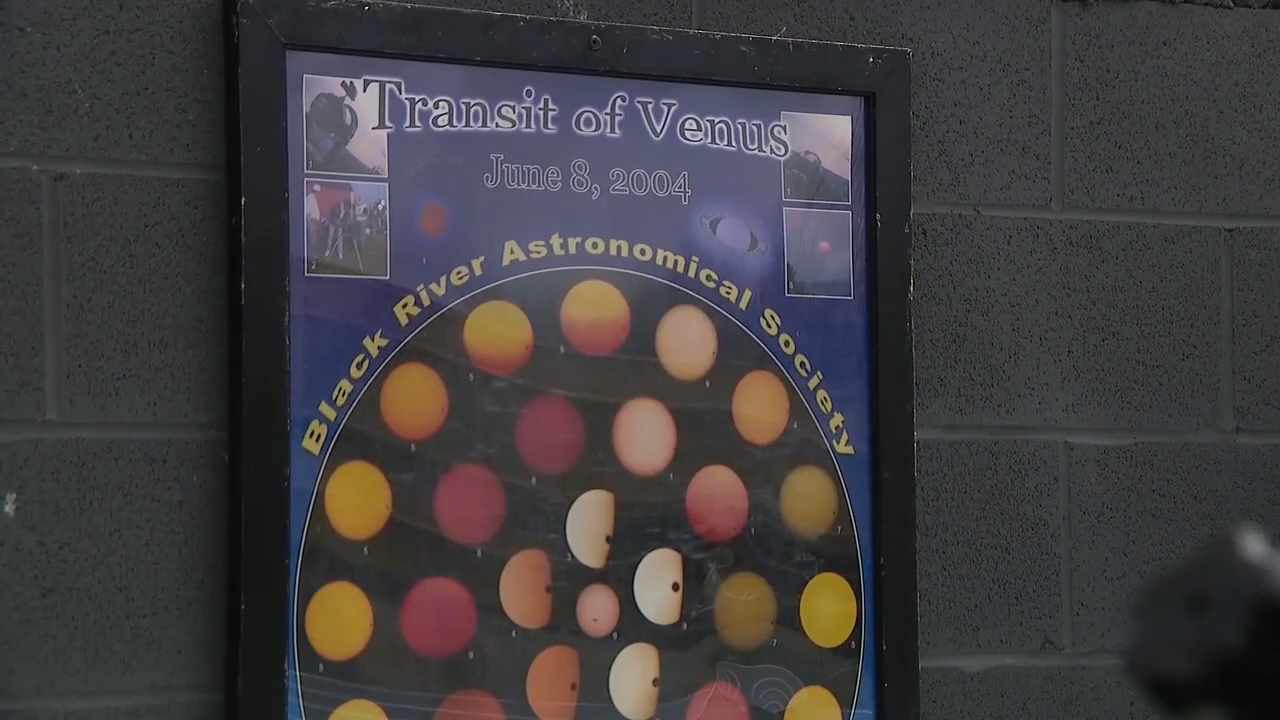 Transit of Venus
June 8, 2004
Black River Astronomical Society